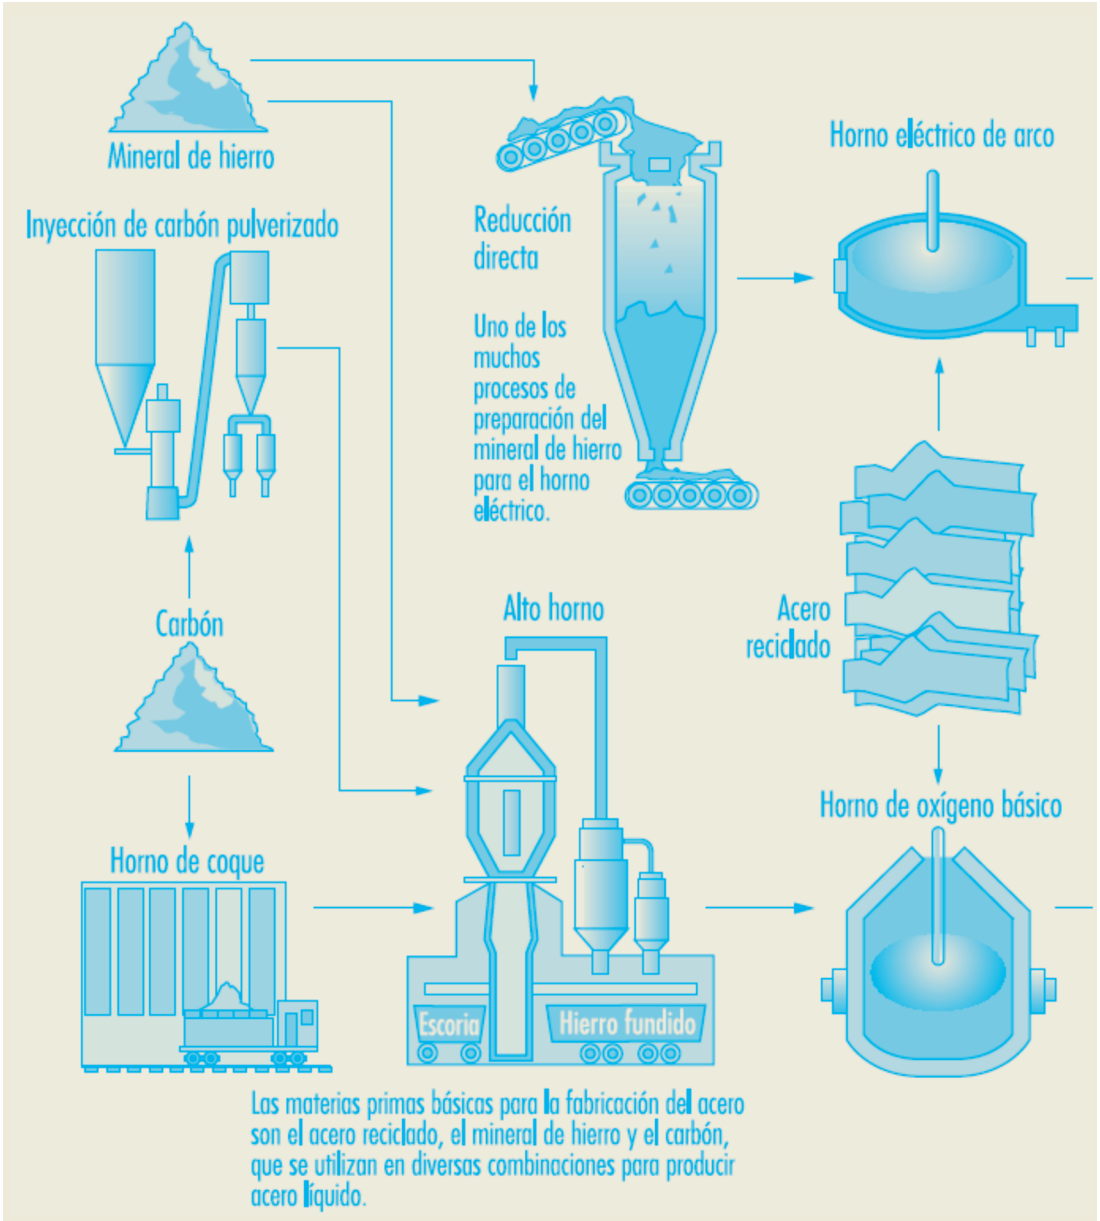 Mineral de hierro
Inyección de carbón pulverizado
Carbón
Horno de coque
Reducción
directa
Uno de los
muchos
procesos de
preparación del
mineral de hierro
para el horno
eléctrico.
Alto horno
Escoria
Hierro fundido
Horno eléctrico de arco
Acero
reciclado
Horno de oxígeno básico
Las materias primas básicas para la fabricación del acero
son el acero reciclado, el mineral de hierro y el carbón,
que se utilizan en diversas combinaciones para producir
acero líquido.